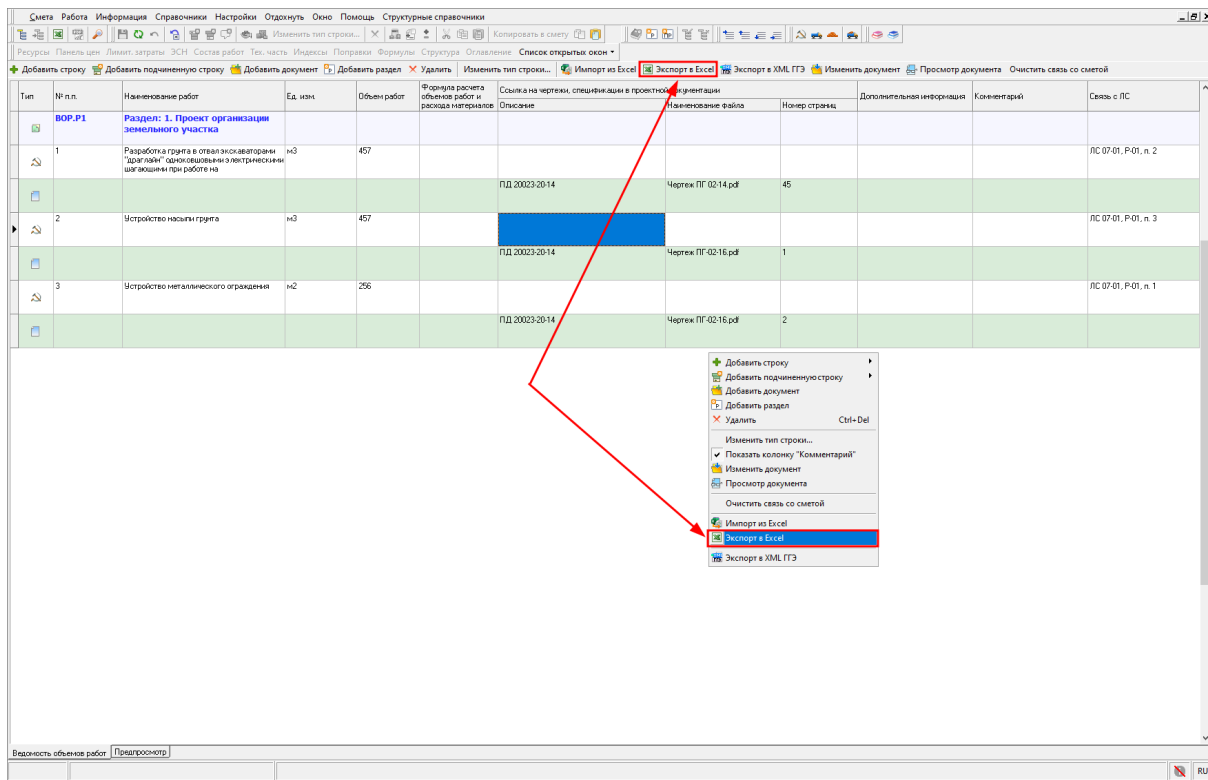 Смета Работа Информация Справочники Настройки Отдохнуть Окно Помощь Структурные справочники
Изменить тип строки... Копировать в смету
Ресурсы Панель цен Лимит. затраты ЗСН Состав работ Тех. часть Индексы Поправки Формулы Структура Оглавление Список открытых окон
Добавить строку Добавить подчиненную строку Добавить документ Добавить раздел Удалить Изменить тип строки... Импорт из Excel Экспорт в Excel Экспорт в XML ГГЭ Изменить документ Просмотр документа Очистить связь со сметой
Тип № п.п. Наименование работ Ед. изм. Объем работ Формула расчета объемов работ и расхода материалов Ссылка на чертежи, спецификации в проектной документации Дополнительная информация Комментарий Связь с ЛС
Описание Наименование файла Номер страниц
ВОР.Р1 Раздел: 1. Проект организации
земельного участка
1 Разработка грунта в отвал экскаваторами м3 457 ЛС 07-01, Р-01, п. 2
"драглайн" одноковшовыми электрическими
шагающими при работе на
ПД 20023-20-14 Чертеж ПГ 02-14.pdf 45
2 Устройство насыпи грунта м3 457 ЛС 07-01, Р-01, п. 3
ПД 20023-20-14 Чертеж ПГ-02-16.pdf 1
3 Устройство металлического ограждения м2 256 ЛС 07-01, Р-01, п. 1
ПД 20023-20-14 Чертеж ПГ-02-16.pdf 2
Добавить строку
Добавить подчиненную строку
Добавить документ
Добавить раздел
Удалить Ctrl+Del
Изменить тип строки...
Показать колонку "Комментарий"
Изменить документ
Просмотр документа
Очистить связь со сметой
Импорт из Excel
Экспорт в Excel
Экспорт в XML ГГЭ
Ведомость объемов работ Предпросмотр
RU